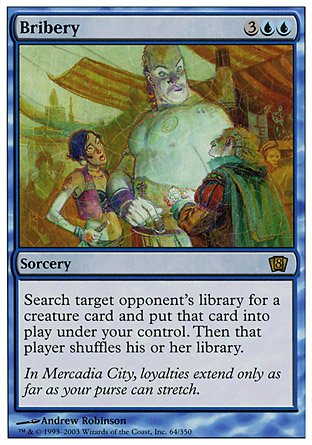 Bribery 3
Sorcery 8
Search target opponent's library for a
creature card and put that card into
play under your control. Then that
player shuffles his or her library.
In Mercadia City, loyalties extend only as
far as your purse can stretch.
Andrew Robinson
™ & © 1993-2003 Wizards of the Coast, Inc. 64/350